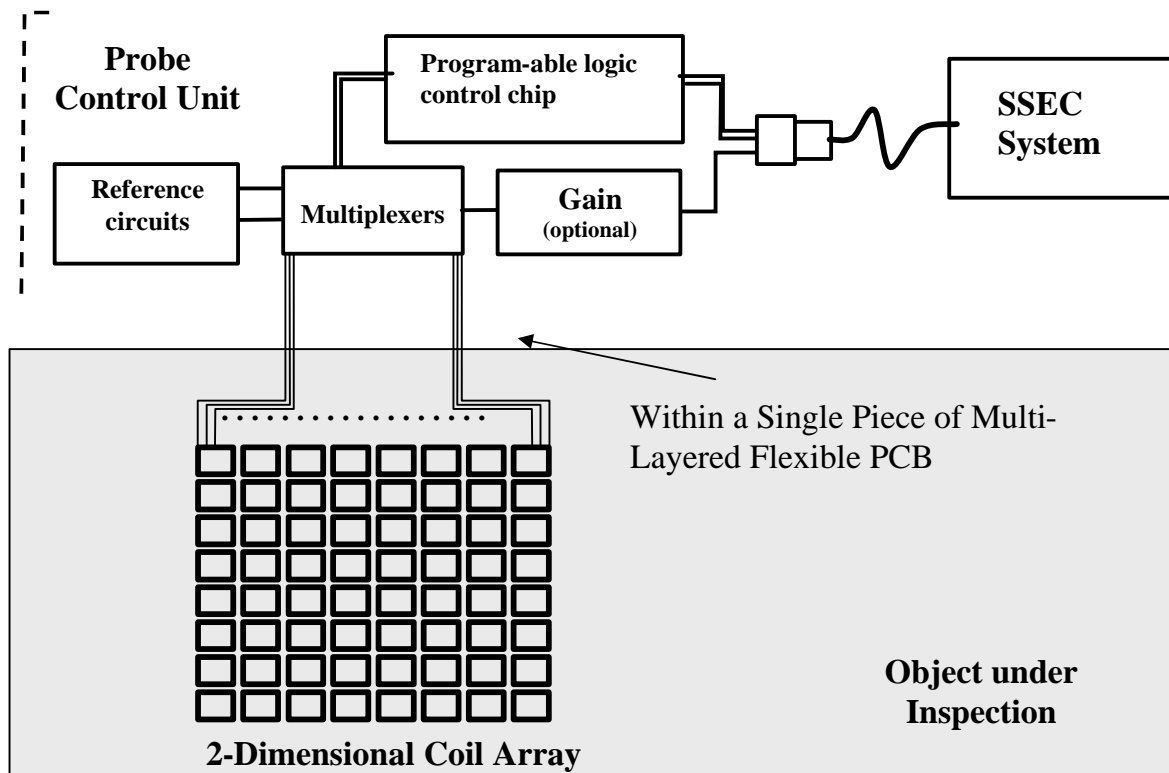 Probe
Control Unit
Program-able logic
control chip
SSEC
System
Reference
circuits
Multiplexers
Gain
(optional)
Within a Single Piece of Multi-
Layered Flexible PCB
Object under
Inspection
2-Dimensional Coil Array